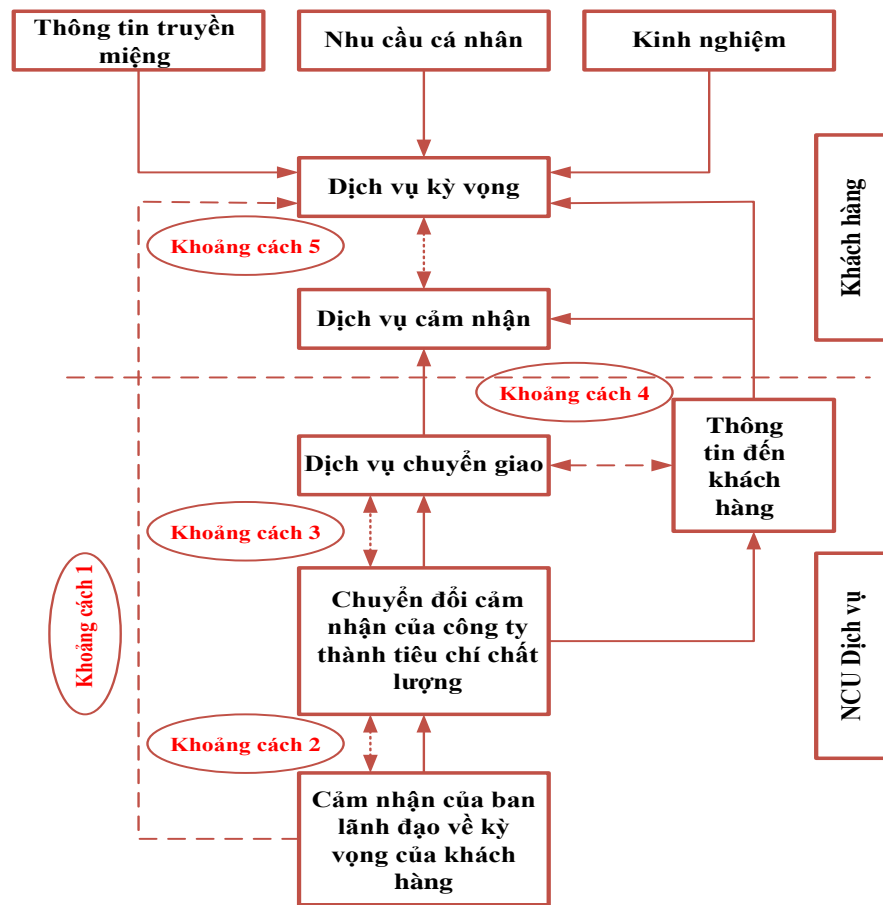 Thông tin truyền
miệng
Nhu cầu cá nhân
Kinh nghiệm
Dịch vụ kỳ vọng
Khách hàng
Khoảng cách 5
Dịch vụ cảm nhận
Khoảng cách 4
Thông
tin đến
khách
hàng
Dịch vụ chuyển giao
Khoảng cách 3
Khoảng cách 1
Chuyển đổi cảm
nhận của công ty
thành tiêu chí chất
lượng
NCU Dịch vụ
Khoảng cách 2
Cảm nhận của ban
lãnh đạo về kỳ
vọng của khách
hàng